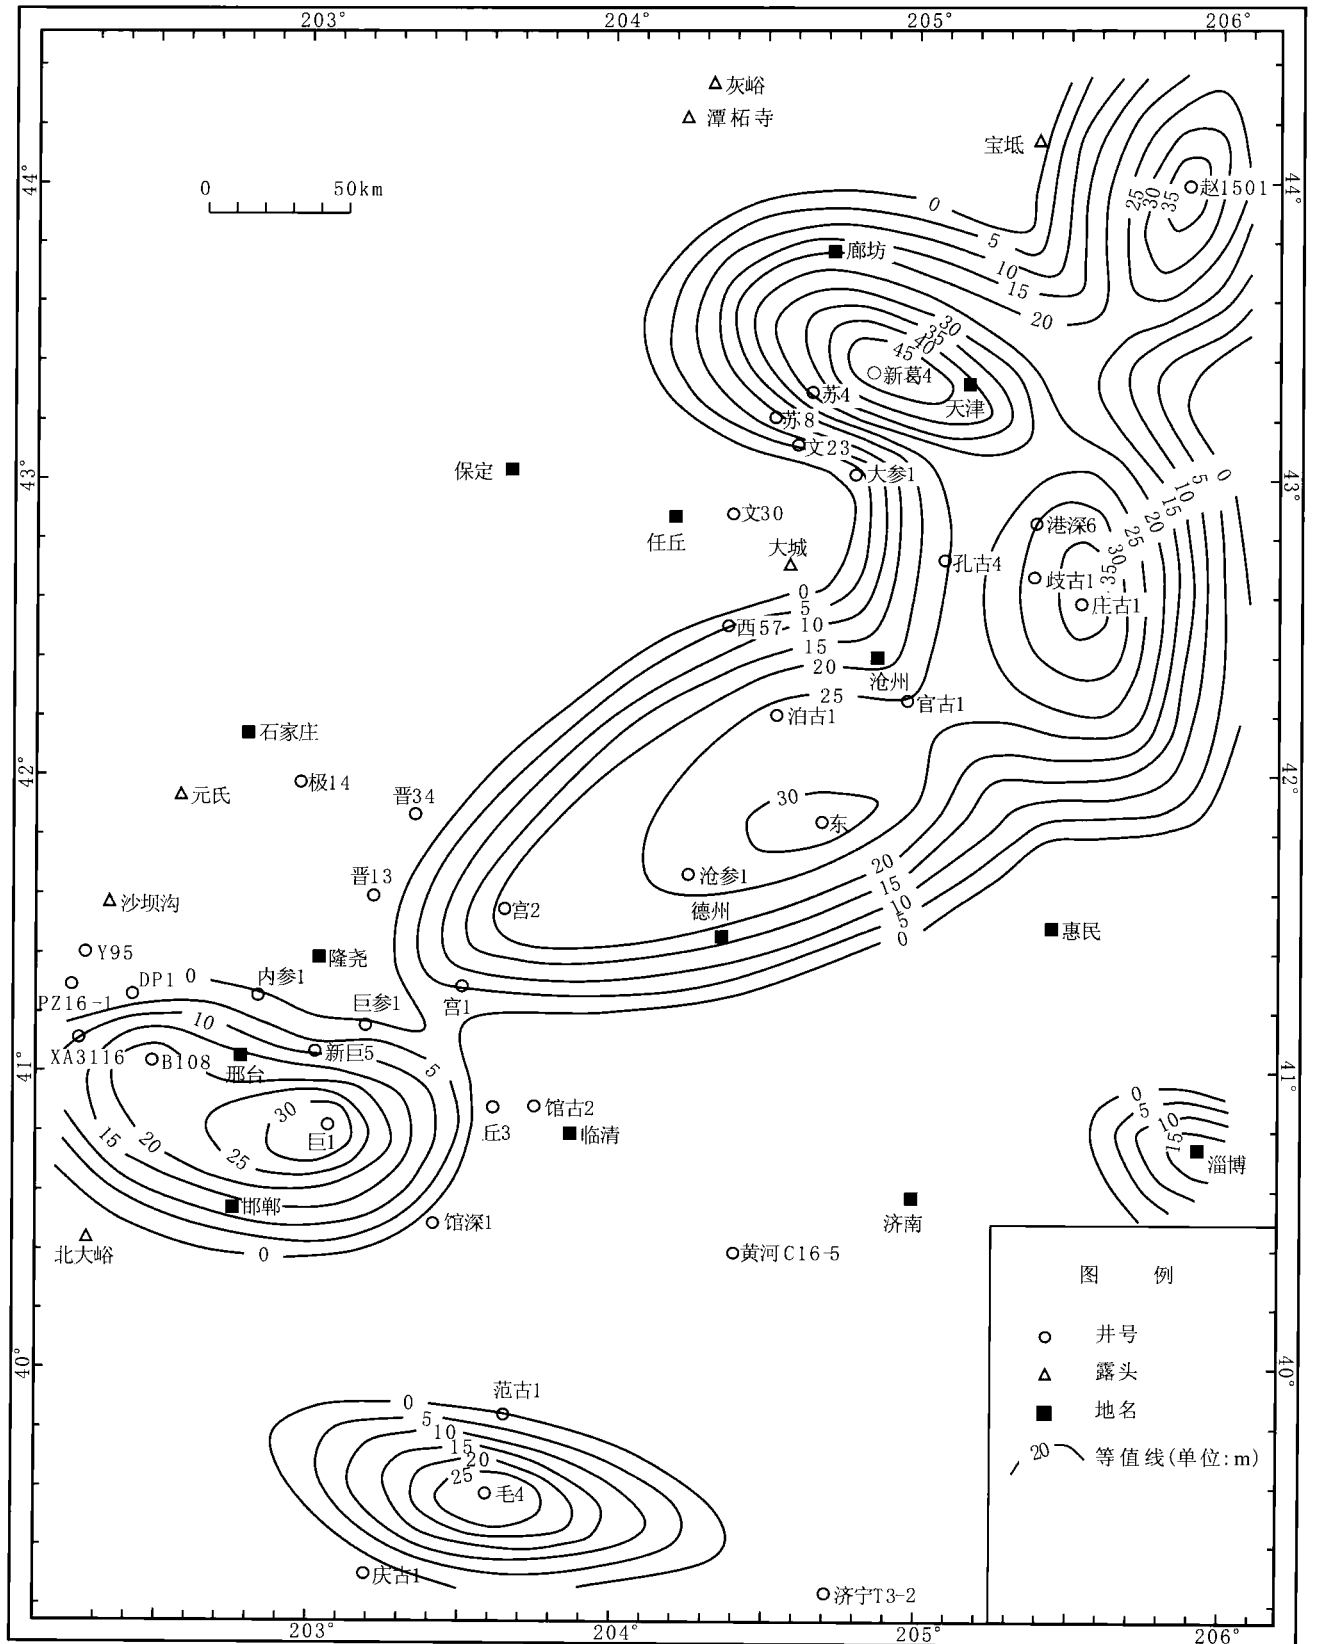 203° 204° 205° 206°
灰峪
潭柘寺
宝坻
44°
44°
0 50km
25 30 35
赵1501
0
5
10
15
20
廊坊
30
35
40
45
新葛4
天津
苏4
苏8
文23
大参1
保定
43°
43°
0
5
10
15
20
25
30
35
文30
任丘
大城
港深6
孔古4
歧古1
庄古1
0
5
10
15
20
25
西57
沧州
官古1
泊古1
石家庄
极14
元氏
晋34
42°
42°
30
东
晋13
沧参1
20
15
10
5
0
沙坝沟
宫2
德州
惠民
Y95
隆尧
DP1
0
内参1
PZ16-1
巨参1
宫1
10
XA3116
B108
邢台
新巨5
5
41°
41°
30
巨1
丘3
馆古2
临清
0
5
10
15
淄博
15
20
25
邯郸
馆深1
0
北大峪
济南
黄河C16-5
图 例
井号
露头
地名
20 等值线(单位:m)
40°
40°
范古1
0
5
10
15
20
25
毛4
庆古1
济宁T3-2
203° 204° 205° 206°